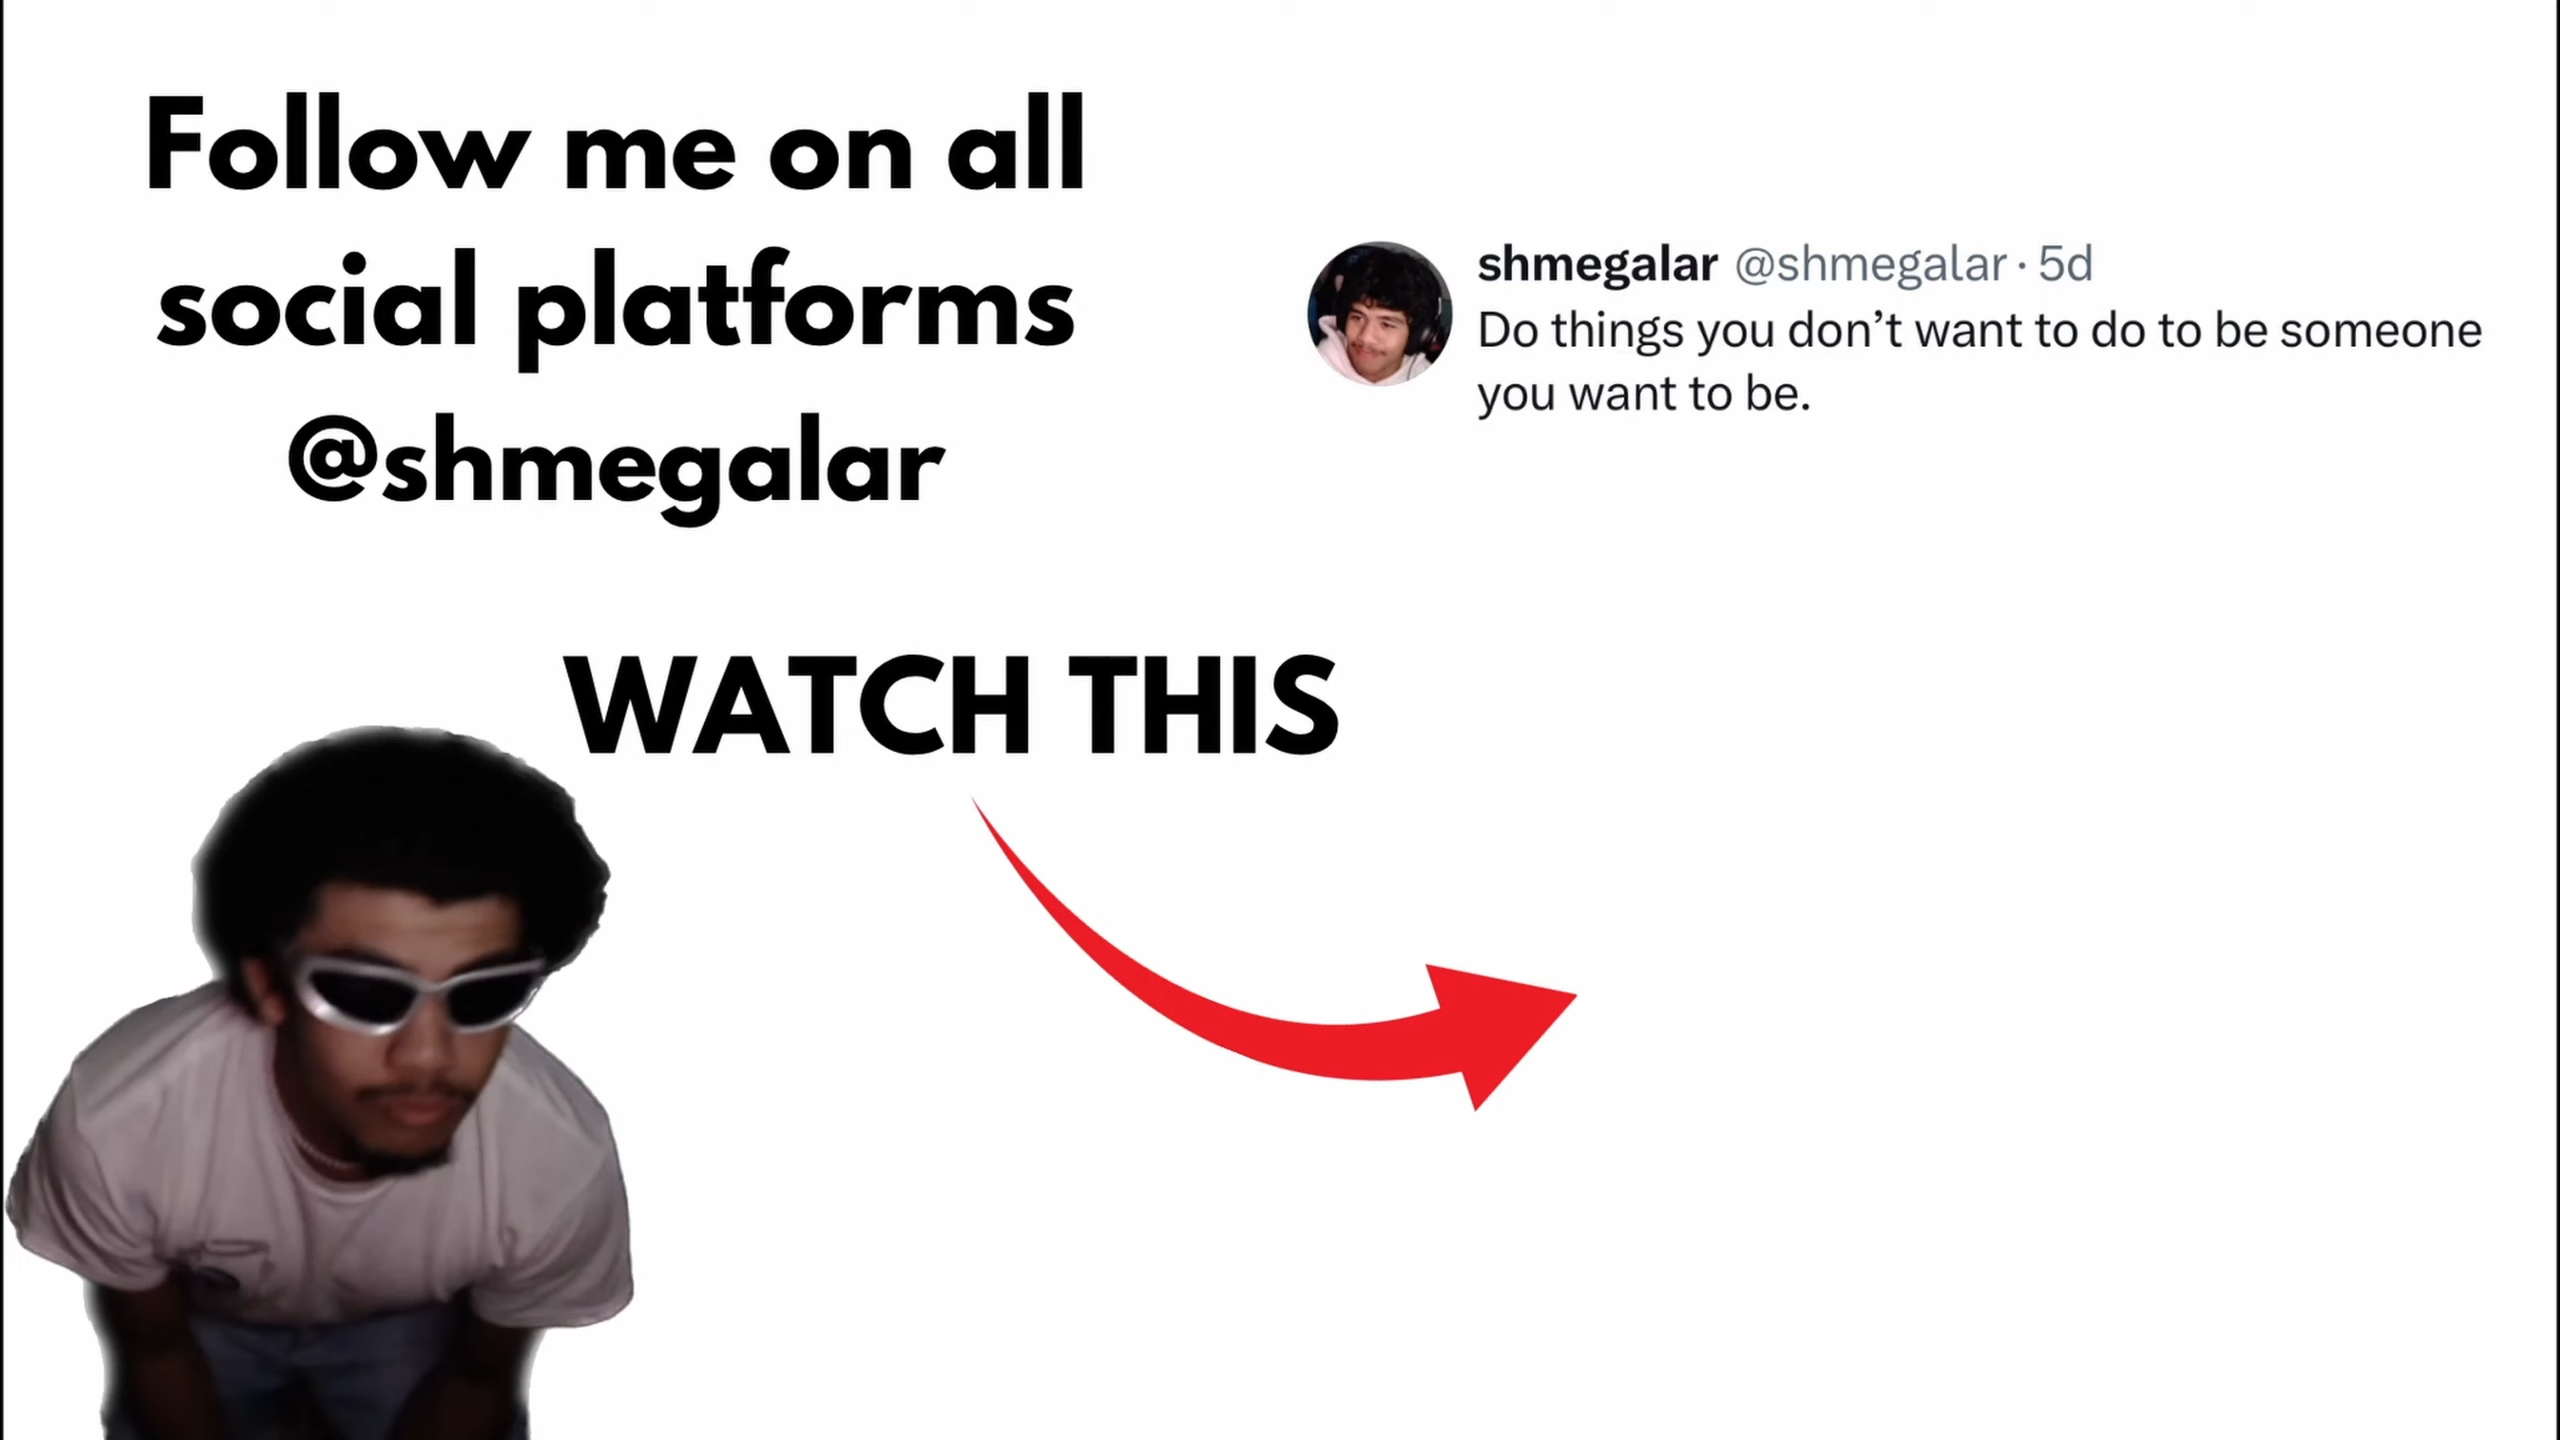 Follow me on all
social platforms
@shmegalar
shmegalar @shmegalar · 5d
Do things you don’t want to do to be someone
you want to be.
WATCH THIS